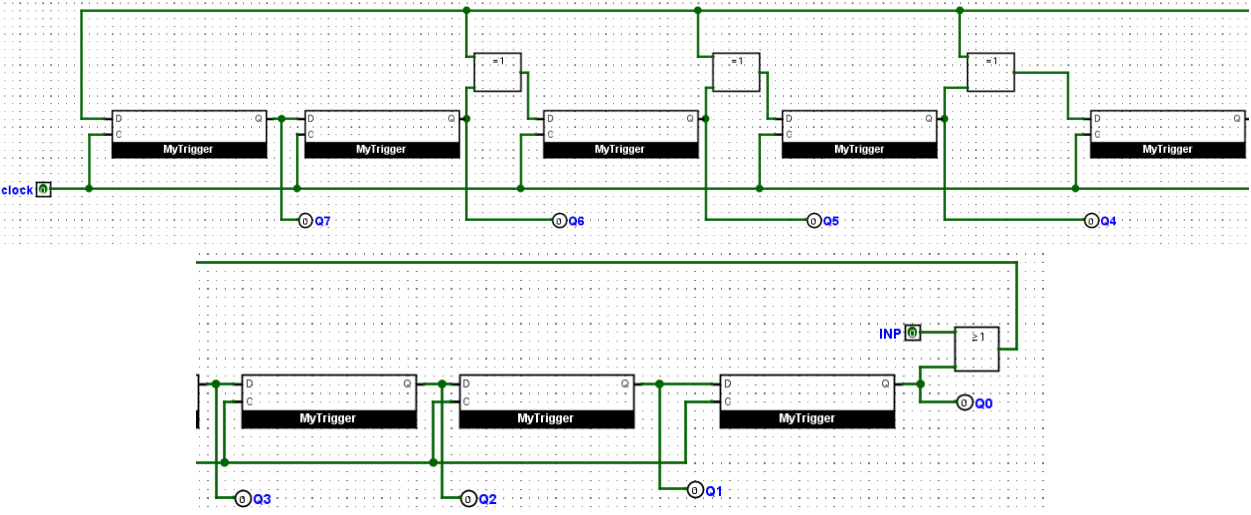 =1 =1 =1
D Q D Q D Q D Q D
C C C C C
MyTrigger MyTrigger MyTrigger MyTrigger MyTrigger
clock 0
0 Q7 0 Q6 0 Q5 0 Q4
INP 0 ≥1
D Q D Q D Q
C C C
MyTrigger MyTrigger MyTrigger
0 Q0
0 Q3 0 Q2 0 Q1